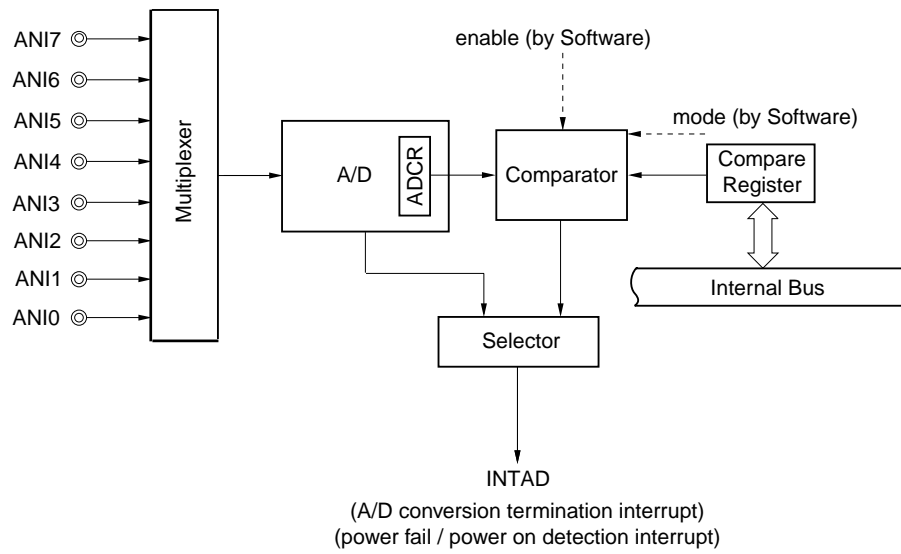 enable (by Software)
mode (by Software)
ANI7
ANI6
ANI5
ANI4
ANI3
ANI2
ANI1
ANI0
Multiplexer
A/D
ADCR
Comparator
Compare
Register
Internal Bus
Selector
INTAD
(A/D conversion termination interrupt)
(power fail / power on detection interrupt)